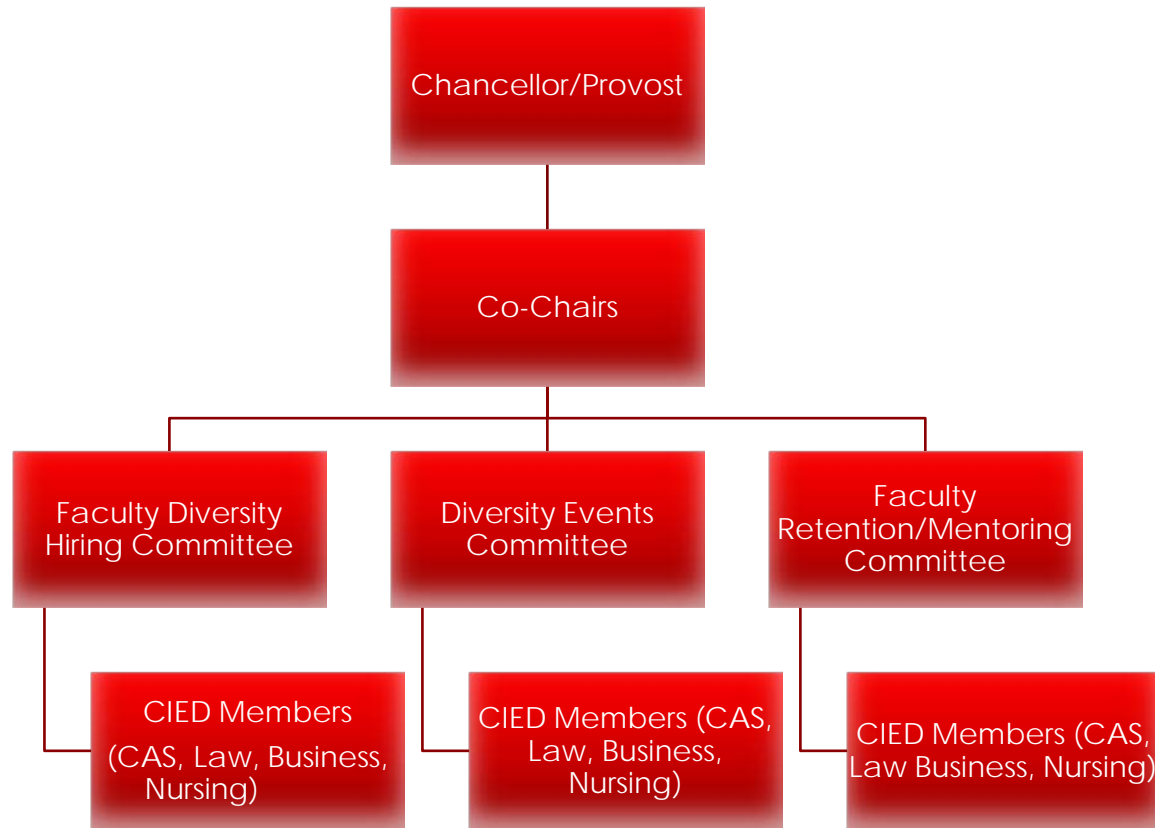 Chancellor/Provost
Co-Chairs
Faculty Diversity
Hiring Committee
Diversity Events
Committee
Faculty
Retention/Mentoring
Committee
CIED Members
(CAS, Law, Business,
Nursing)
CIED Members (CAS,
Law, Business,
Nursing)
CIED Members (CAS,
Law Business, Nursing)